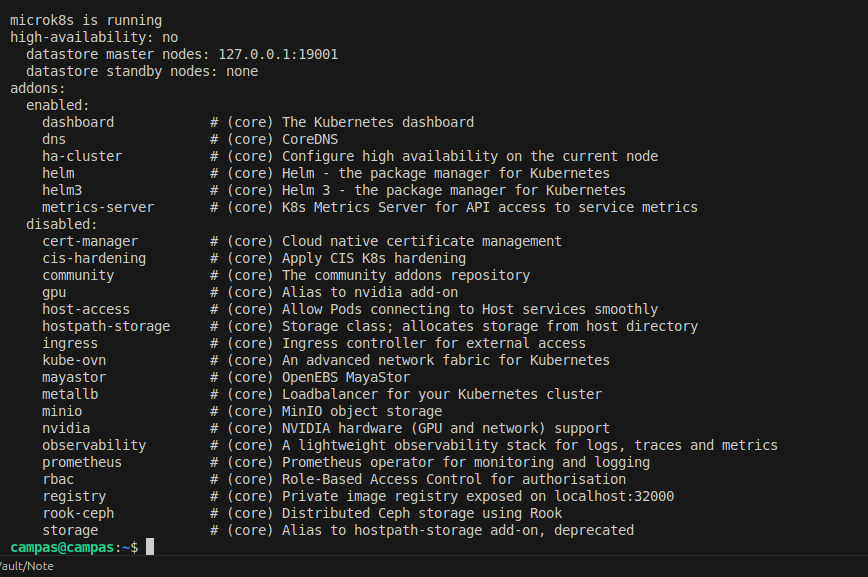 microk8s is running
high-availability: no
  datastore master nodes: 127.0.0.1:19001
  datastore standby nodes: none
addons:
  enabled:
    dashboard            # (core) The Kubernetes dashboard
    dns                  # (core) CoreDNS
    ha-cluster           # (core) Configure high availability on the current node
    helm                 # (core) Helm - the package manager for Kubernetes
    helm3                # (core) Helm 3 - the package manager for Kubernetes
    metrics-server       # (core) K8s Metrics Server for API access to service metrics
  disabled:
    cert-manager         # (core) Cloud native certificate management
    cis-hardening        # (core) Apply CIS K8s hardening
    community            # (core) The community addons repository
    gpu                  # (core) Alias to nvidia add-on
    host-access          # (core) Allow Pods connecting to Host services smoothly
    hostpath-storage     # (core) Storage class; allocates storage from host directory
    ingress              # (core) Ingress controller for external access
    kube-ovn             # (core) An advanced network fabric for Kubernetes
    mayastor             # (core) OpenEBS MayaStor
    metallb              # (core) Loadbalancer for your Kubernetes cluster
    minio                # (core) MinIO object storage
    nvidia               # (core) NVIDIA hardware (GPU and network) support
    observability        # (core) A lightweight observability stack for logs, traces and metrics
    prometheus           # (core) Prometheus operator for monitoring and logging
    rbac                 # (core) Role-Based Access Control for authorisation
    registry             # (core) Private image registry exposed on localhost:32000
    rook-ceph            # (core) Distributed Ceph storage using Rook
    storage              # (core) Alias to hostpath-storage add-on, deprecated
campas@campas:~$
ault/Note